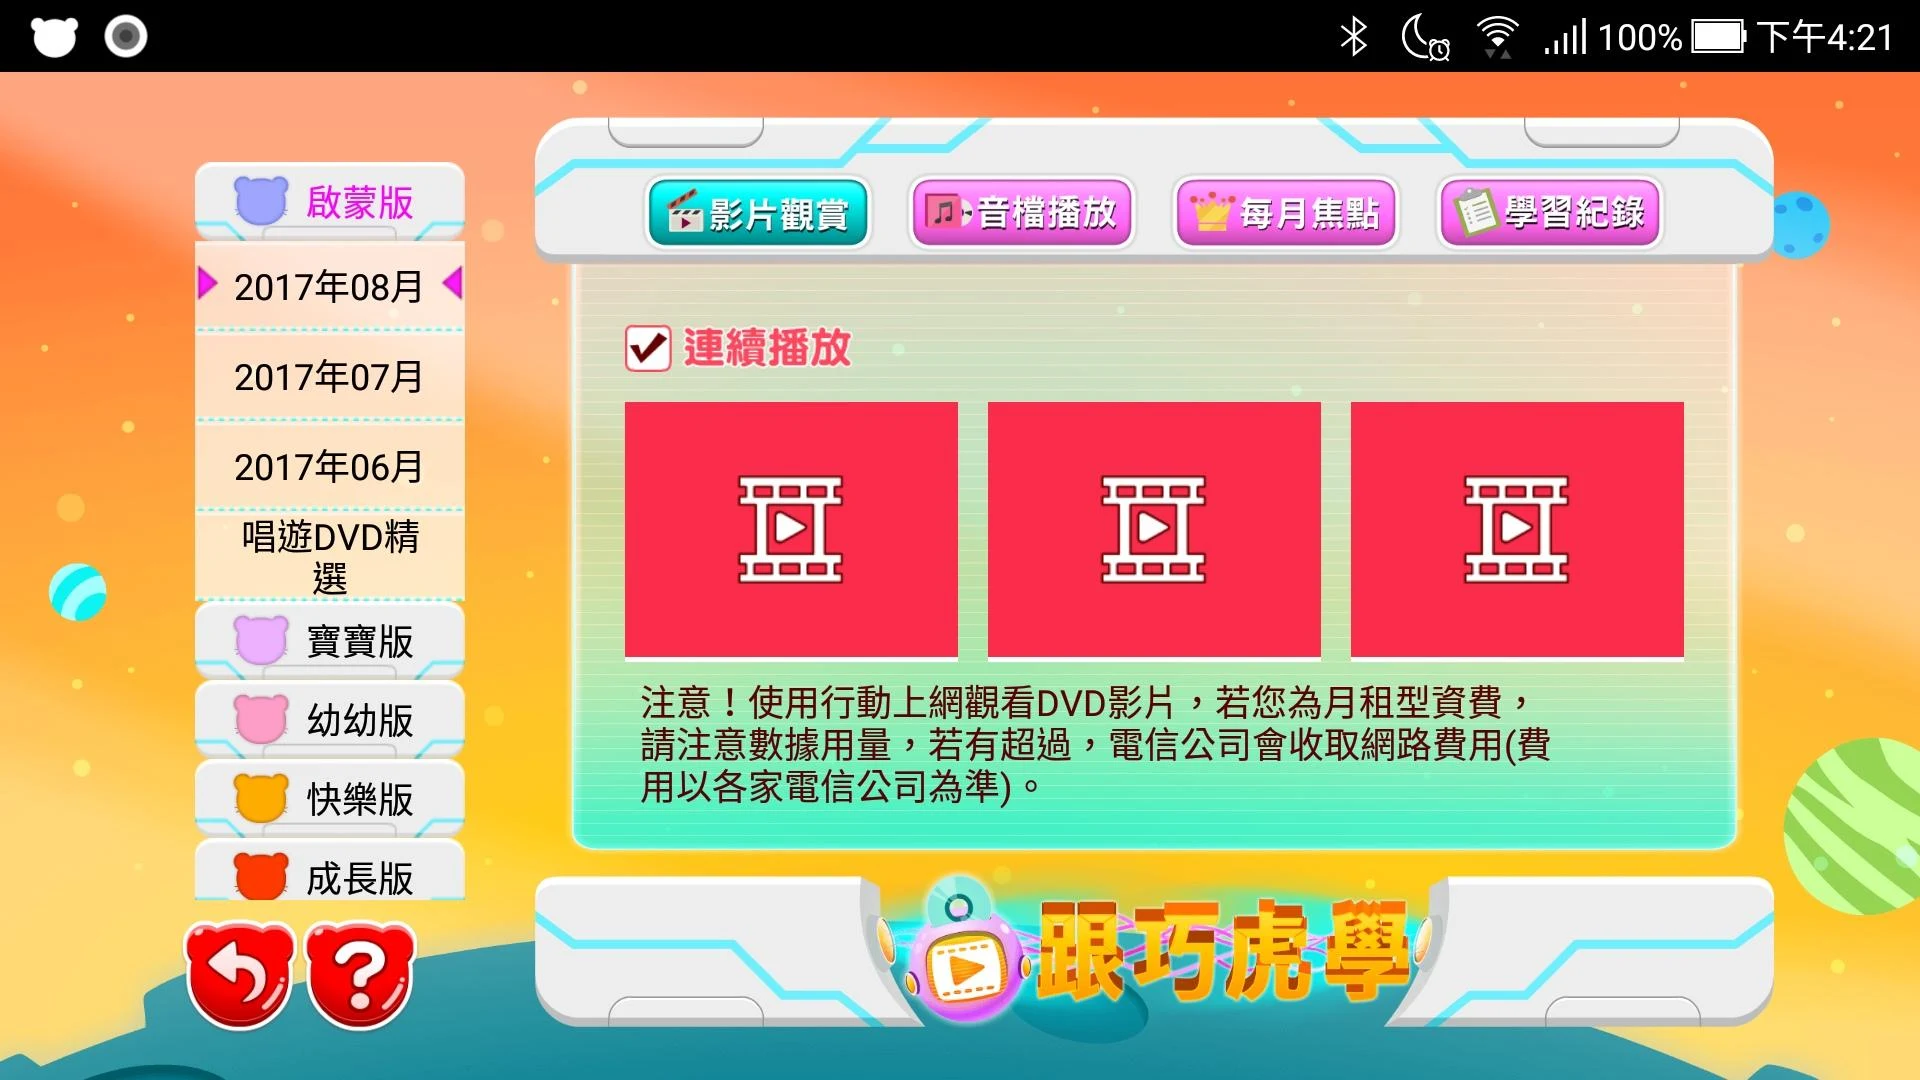 100% 下午4:21
啟蒙版
2017年08月
2017年07月
2017年06月
唱遊DVD精
選
寶寶版
幼幼版
快樂版
成長版
影片觀賞
音檔播放
每月焦點
學習紀錄
連續播放
注意！使用行動上網觀看DVD影片，若您為月租型資費，
請注意數據用量，若有超過，電信公司會收取網路費用(費
用以各家電信公司為準)。
?
跟巧虎學